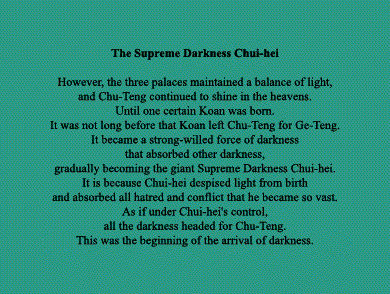 The Supreme Darkness Chui-hei
However, the three palaces maintained a balance of light,
and Chu-Teng continued to shine in the heavens.
Until one certain Koan was born.
It was not long before that Koan left Chu-Teng for Ge-Teng.
It became a strong-willed force of darkness
that absorbed other darkness,
gradually becoming the giant Supreme Darkness Chui-hei.
It is because Chui-hei despised light from birth
and absorbed all hatred and conflict that he became so vast.
As if under Chui-hei's control,
all the darkness headed for Chu-Teng.
This was the beginning of the arrival of darkness.